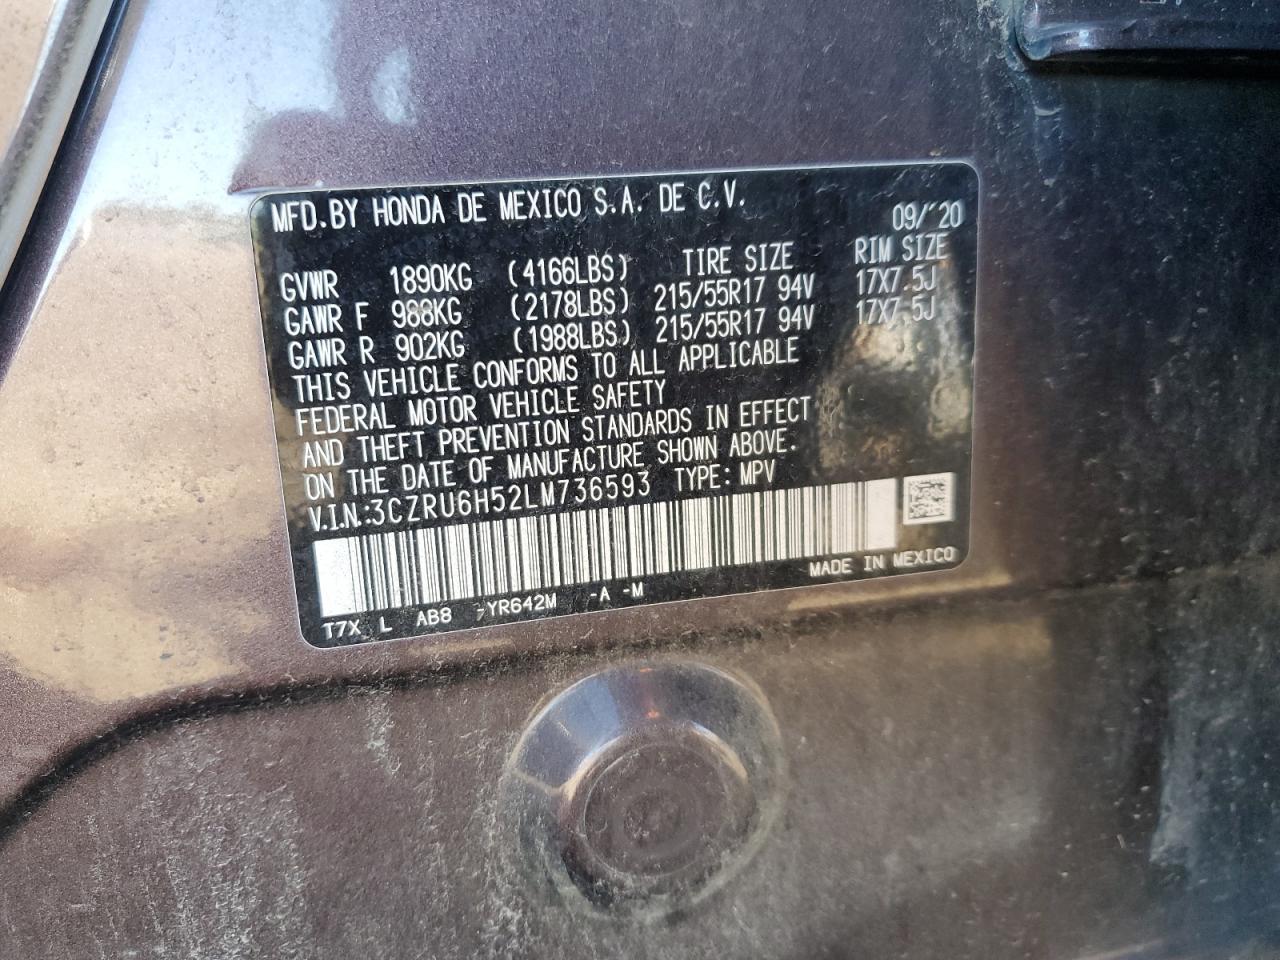 MFD.BY HONDA DE MEXICO S.A. DE C.V.
09/'20
GVWR 1890KG (4166LBS) TIRE SIZE RIM SIZE
GAWR F 988KG (2178LBS) 215/55R17 94V 17X7.5J
GAWR R 902KG (1988LBS) 215/55R17 94V 17X7.5J
THIS VEHICLE CONFORMS TO ALL APPLICABLE
FEDERAL MOTOR VEHICLE SAFETY
AND THEFT PREVENTION STANDARDS IN EFFECT
ON THE DATE OF MANUFACTURE SHOWN ABOVE.
V.I.N.:3CZRU6H52LM736593 TYPE: MPV
MADE IN MEXICO
T7X L AB8 -YR642M -A -M